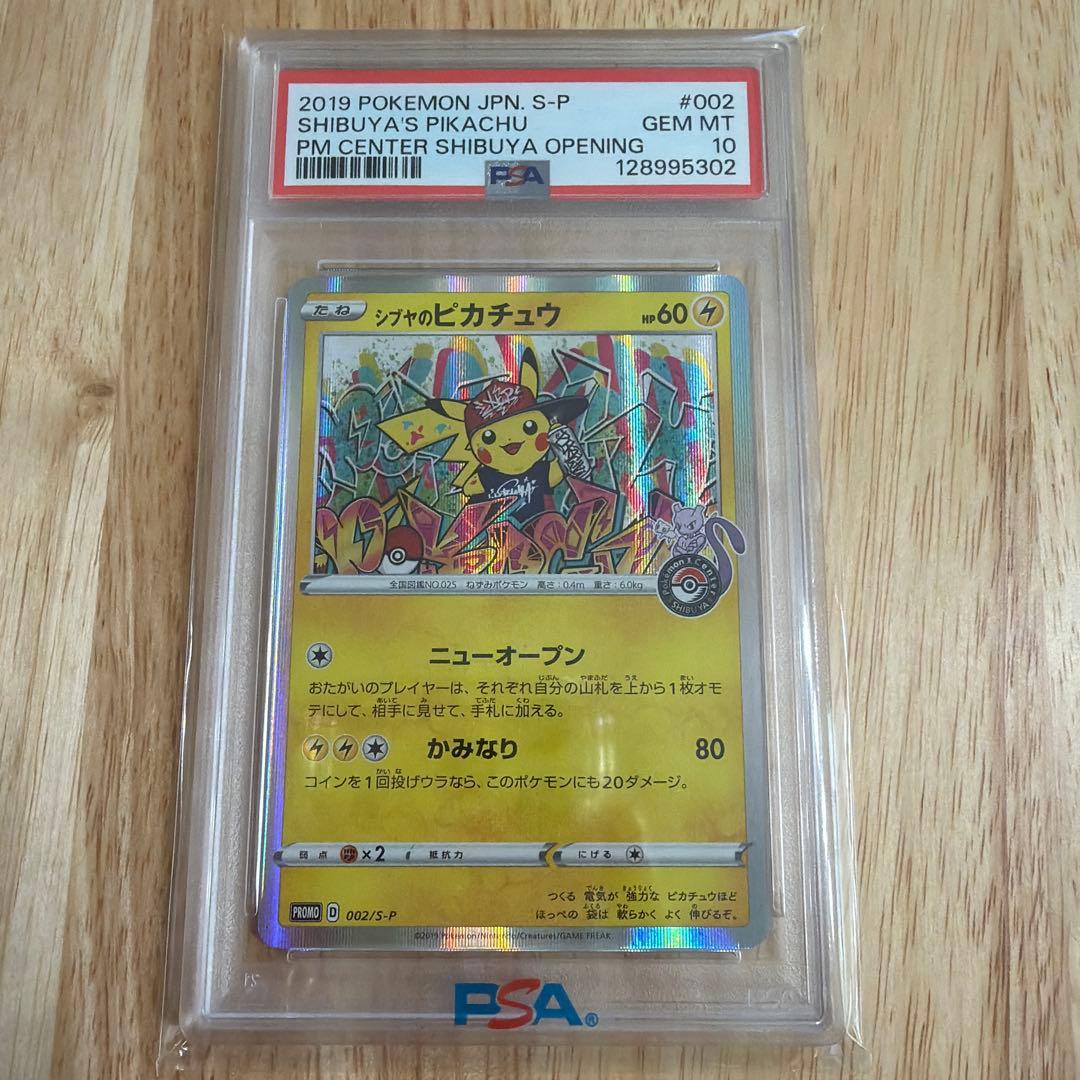 2019 POKEMON JPN. S-P #002
SHIBUYA'S PIKACHU GEM MT
PM CENTER SHIBUYA OPENING 10
PSA 128995302
たね シブヤのピカチュウ HP60
Pokémon Center
SHIBUYA
全国図鑑NO.025 ねずみポケモン 高さ:0.4m 重さ:6.0kg
ニューオープン
おたがいのプレイヤーは、それぞれ自分の山札を上から1枚オモ
テにして、相手に見せて、手札に加える。
かみなり 80
コインを1回投げウラなら、このポケモンにも20ダメージ。
弱点 ×2 抵抗力 にげる
つくる 電気が 強力な ピカチュウほど
ほっぺの 袋は 軟らかく よく 伸びるぞ。
PROMO D 002/S-P
©2019 Pokémon/Nintendo/Creatures/GAME FREAK.
PSA®